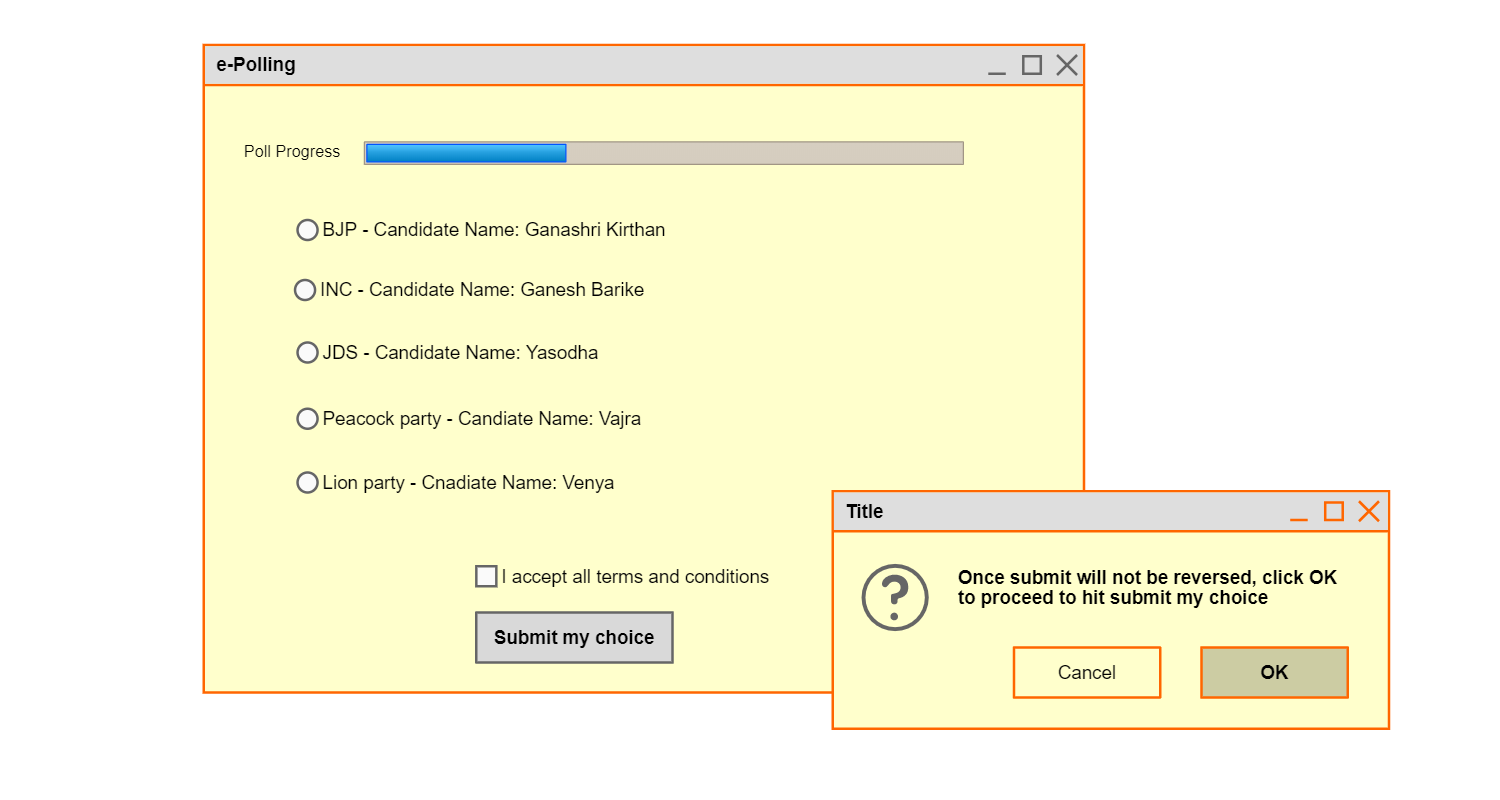 e-Polling
Poll Progress
BJP - Candidate Name: Ganashri Kirthan
INC - Candidate Name: Ganesh Barike
JDS - Candidate Name: Yasodha
Peacock party - Candiate Name: Vajra
Lion party - Cnadiate Name: Venya
I accept all terms and conditions
Submit my choice
Title
Once submit will not be reversed, click OK
to proceed to hit submit my choice
Cancel
OK